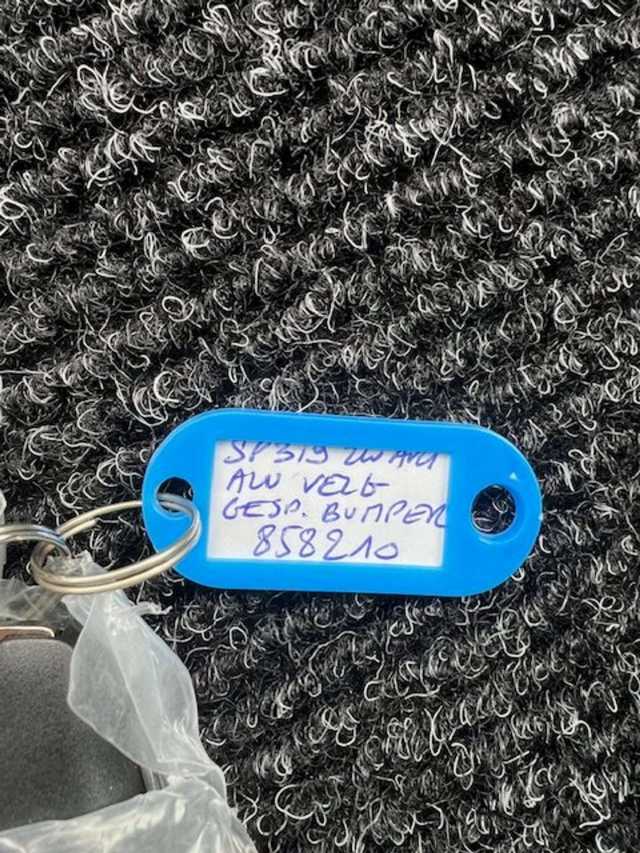 SP319 ZWART
ALU VELG
GESP. BUMPER
858210